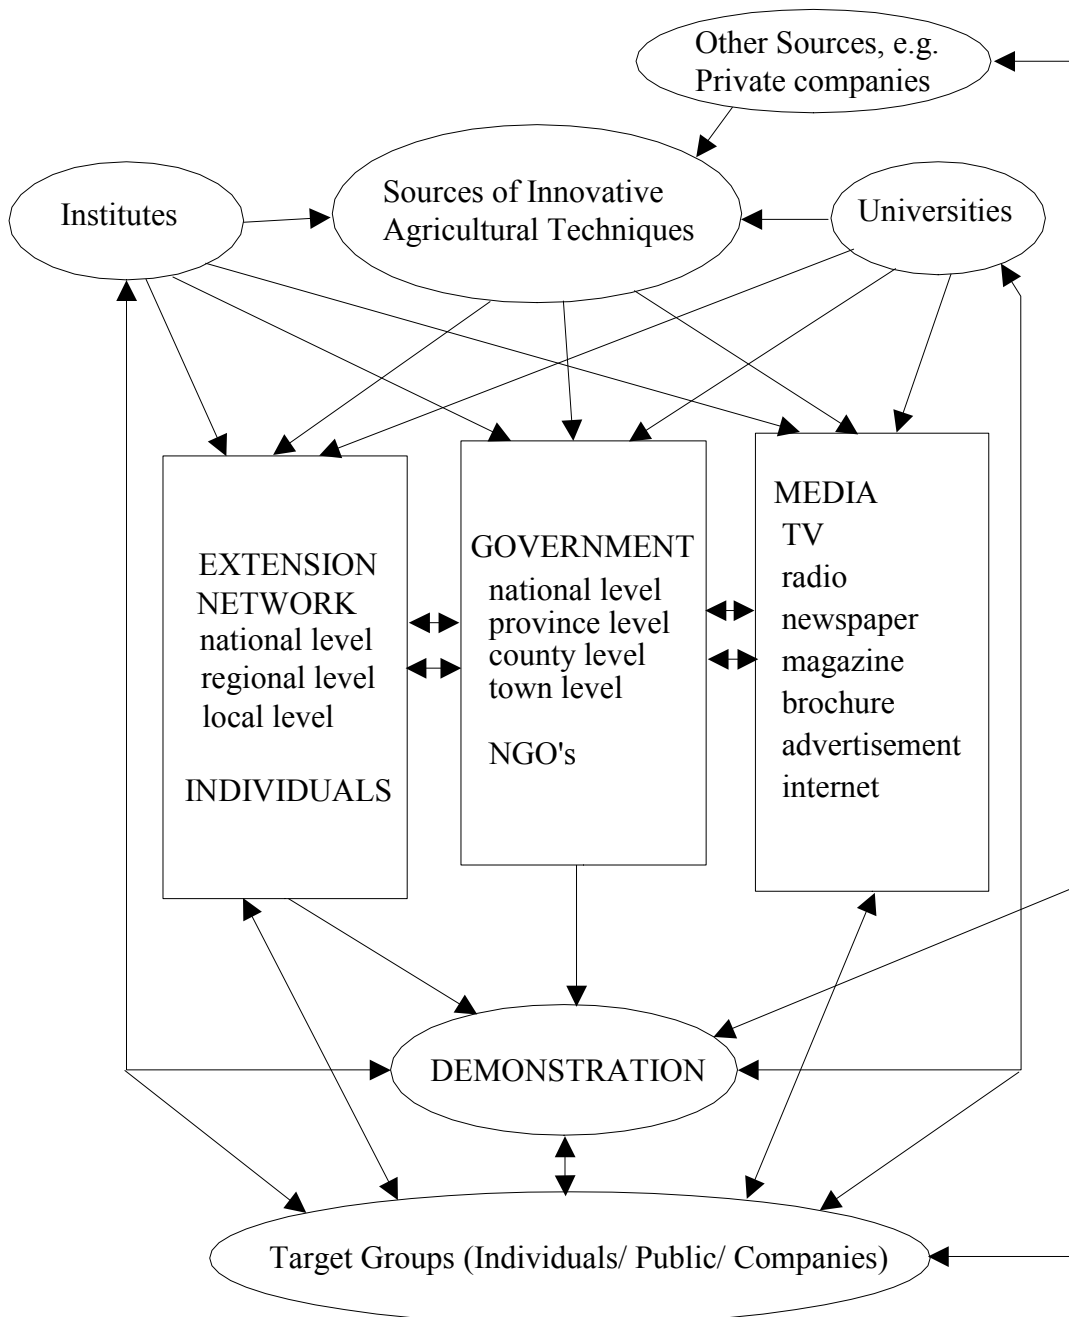 Other Sources, e.g.
Private companies
Institutes
Sources of Innovative
Agricultural Techniques
Universities
EXTENSION
NETWORK
national level
regional level
local level
INDIVIDUALS
GOVERNMENT
national level
province level
county level
town level
NGO's
MEDIA
TV
radio
newspaper
magazine
brochure
advertisement
internet
DEMONSTRATION
Target Groups (Individuals/ Public/ Companies)